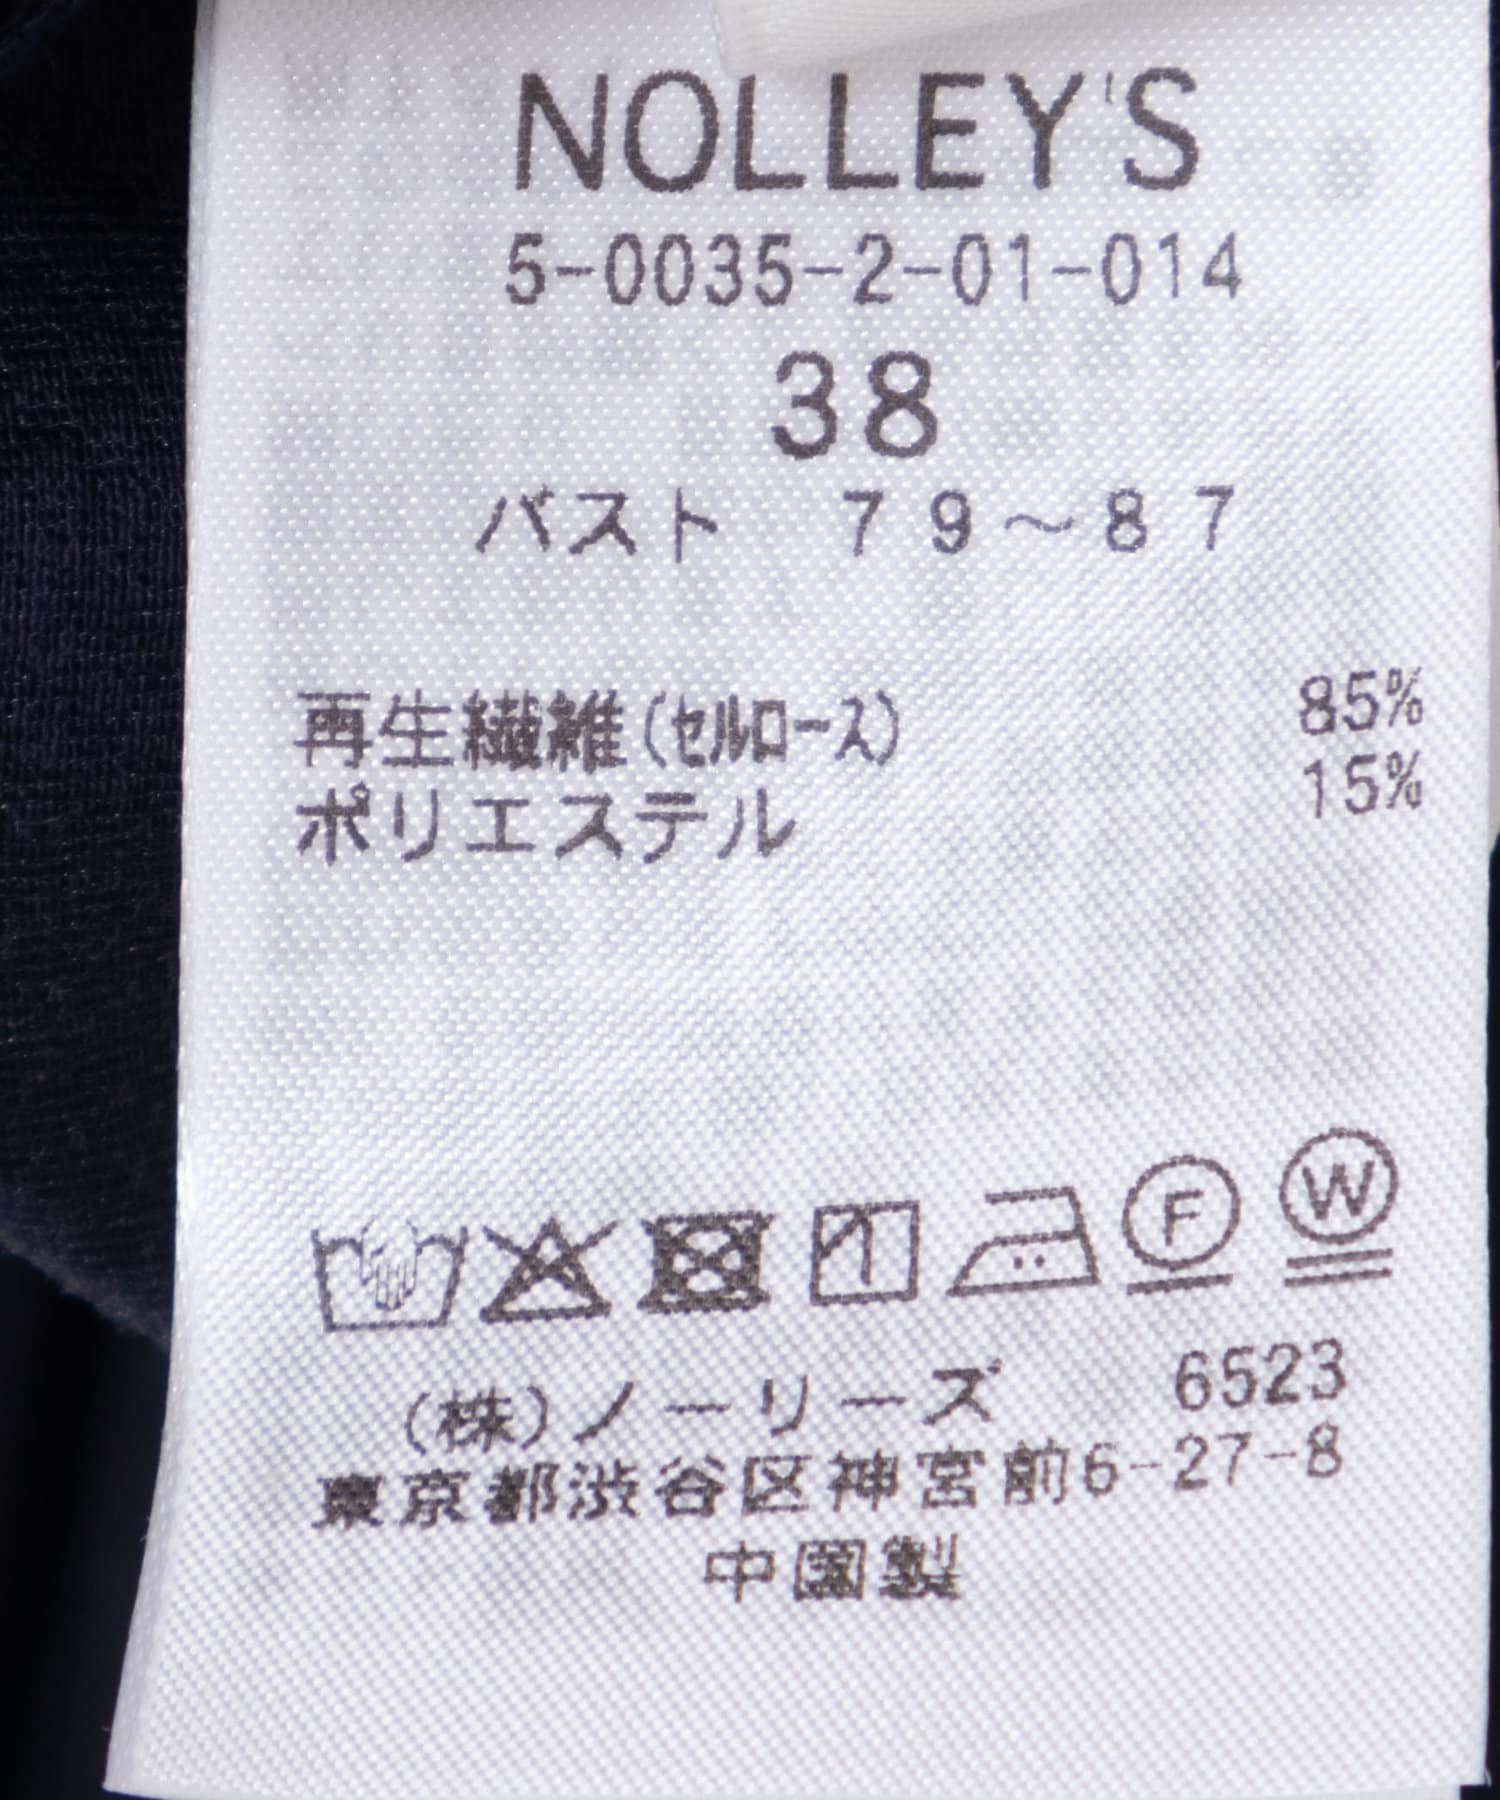 NOLLEY'S
5-0035-2-01-014
38
バスト 79～87
再生繊維(セルロース) 85%
ポリエステル 15%
F W
(株)ノーリーズ 6523
東京都渋谷区神宮前6-27-8
中国製